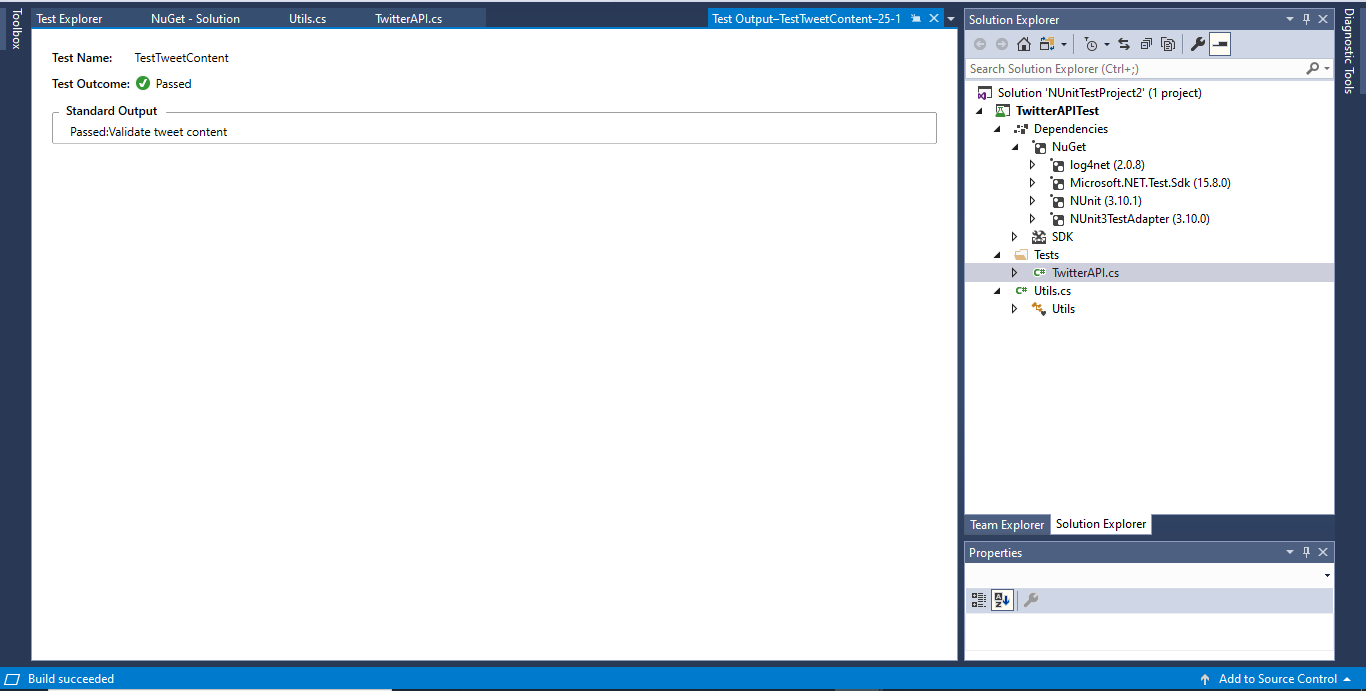 Toolbox
Test Explorer
NuGet - Solution
Utils.cs
TwitterAPI.cs
Test Output–TestTweetContent–25-1
Test Name: TestTweetContent
Test Outcome: Passed
Standard Output
Passed:Validate tweet content
Solution Explorer
Search Solution Explorer (Ctrl+;)
Solution 'NUnitTestProject2' (1 project)
TwitterAPITest
Dependencies
NuGet
log4net (2.0.8)
Microsoft.NET.Test.Sdk (15.8.0)
NUnit (3.10.1)
NUnit3TestAdapter (3.10.0)
SDK
Tests
C# TwitterAPI.cs
C# Utils.cs
Utils
Team Explorer
Solution Explorer
Properties
Diagnostic Tools
Build succeeded
Add to Source Control